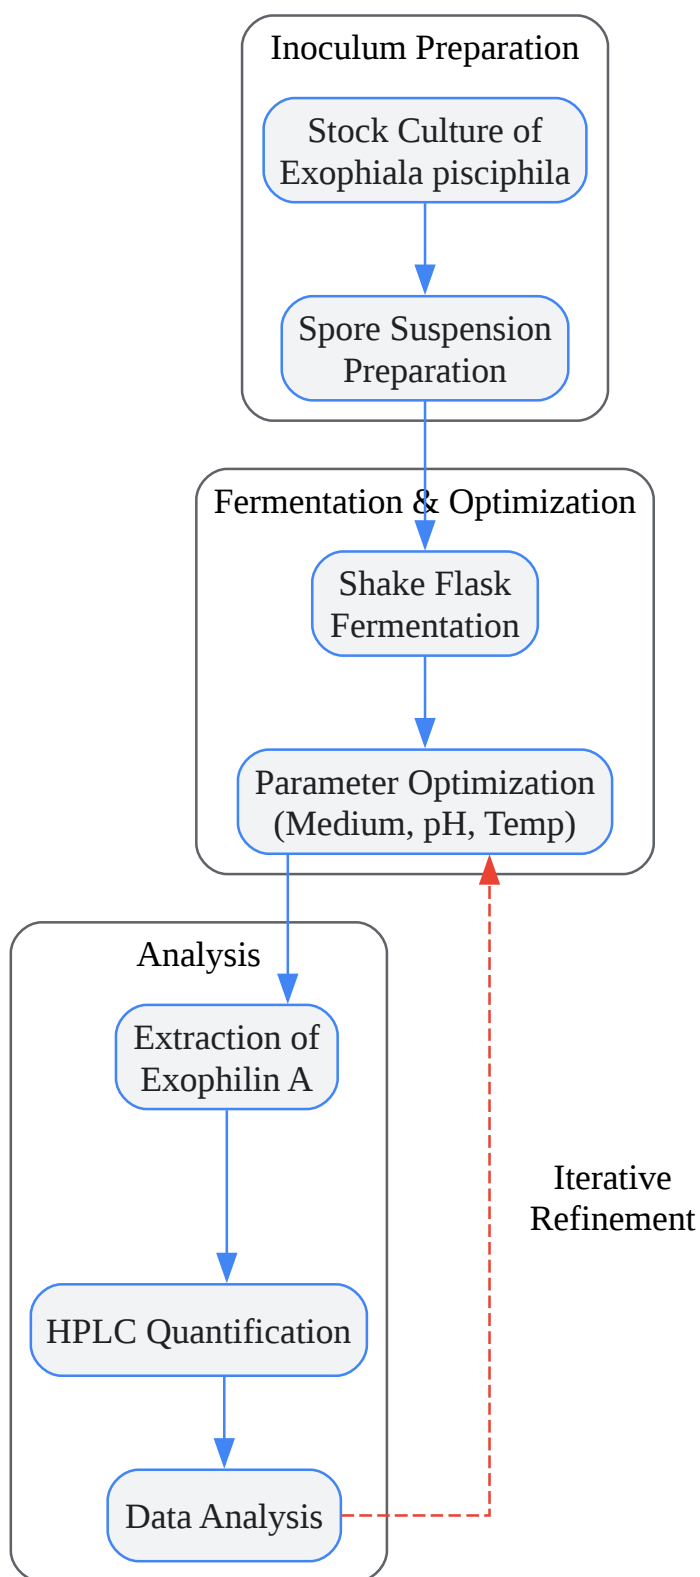 Inoculum Preparation
Stock Culture of
Exophiala pisciphila
Spore Suspension
Preparation
Fermentation & Optimization
Shake Flask
Fermentation
Parameter Optimization
(Medium, pH, Temp)
Analysis
Extraction of
Exophilin A
Iterative
Refinement
HPLC Quantification
Data Analysis